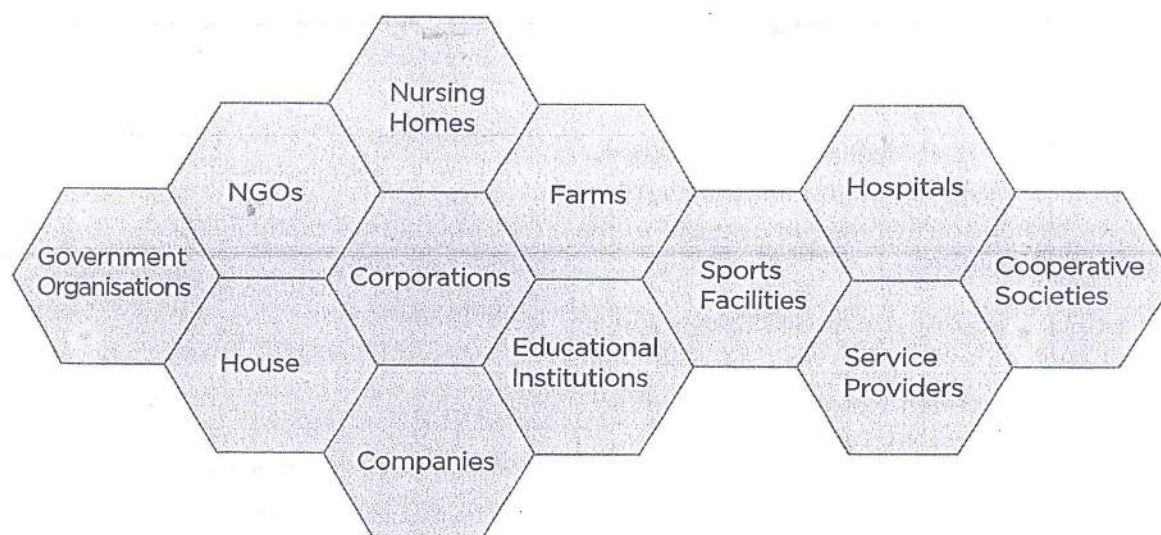 Nursing
Homes
NGOs
Farms
Hospitals
Government
Organisations
Corporations
Sports
Facilities
Cooperative
Societies
House
Educational
Institutions
Service
Providers
Companies